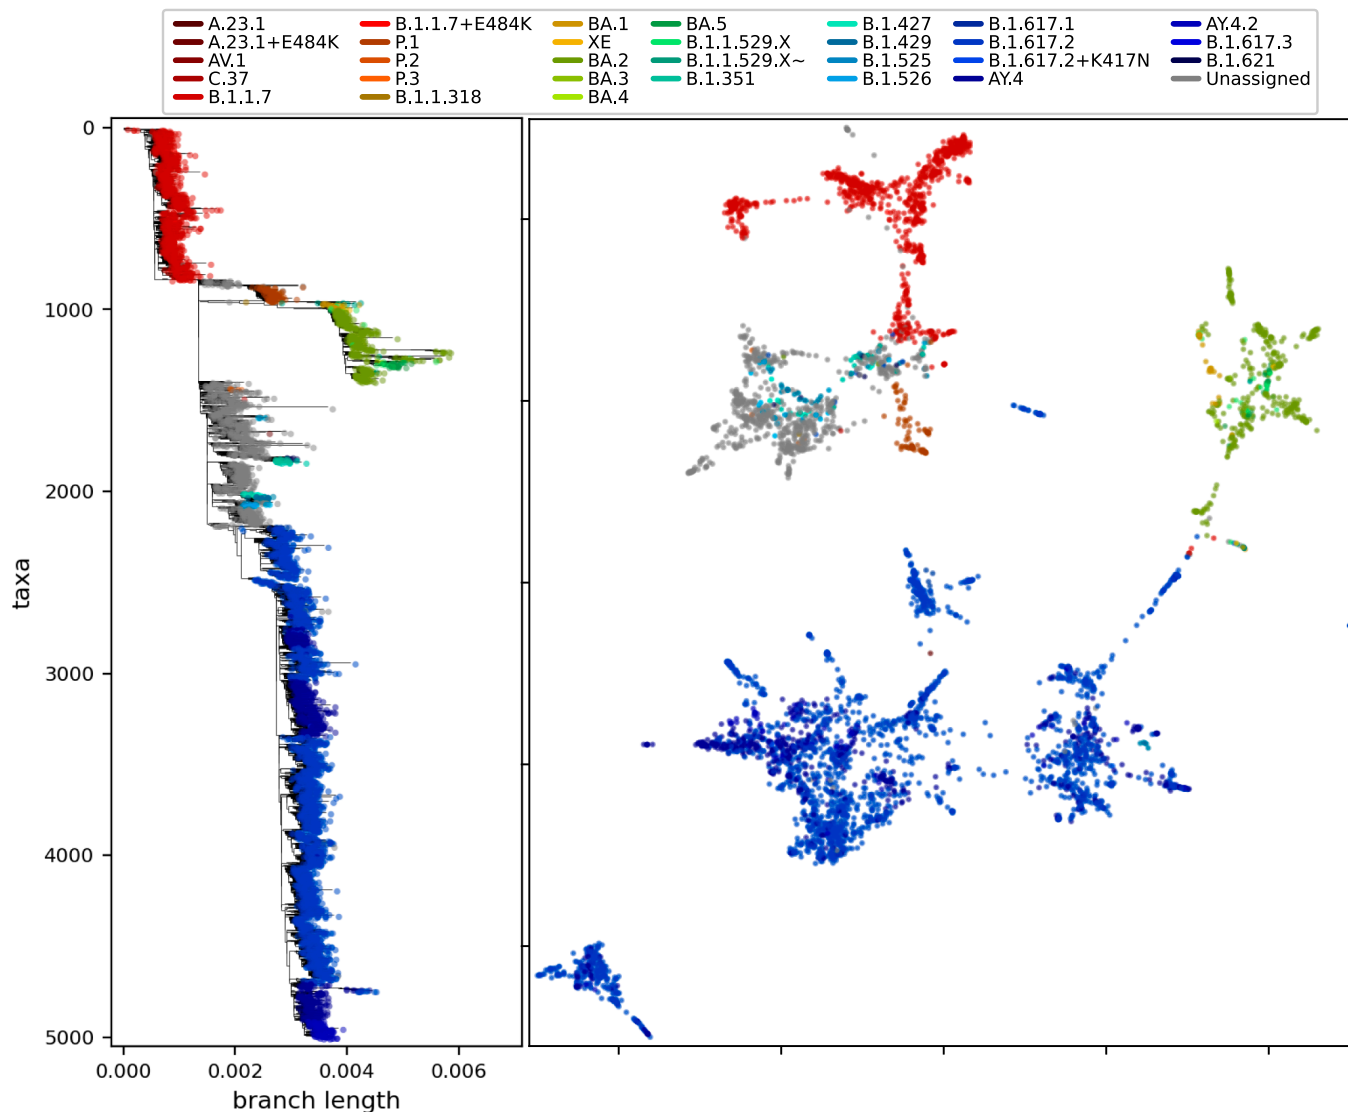 A.23.1
A.23.1+E484K
AV.1
C.37
B.1.1.7
B.1.1.7+E484K
P.1
P.2
P.3
B.1.1.318
BA.1
XE
BA.2
BA.3
BA.4
BA.5
B.1.1.529.X
B.1.1.529.X~
B.1.351
B.1.427
B.1.429
B.1.525
B.1.526
B.1.617.1
B.1.617.2
B.1.617.2+K417N
AY.4
AY.4.2
B.1.617.3
B.1.621
Unassigned
0
1000
2000
3000
4000
5000
taxa
0.000
0.002
0.004
0.006
branch length